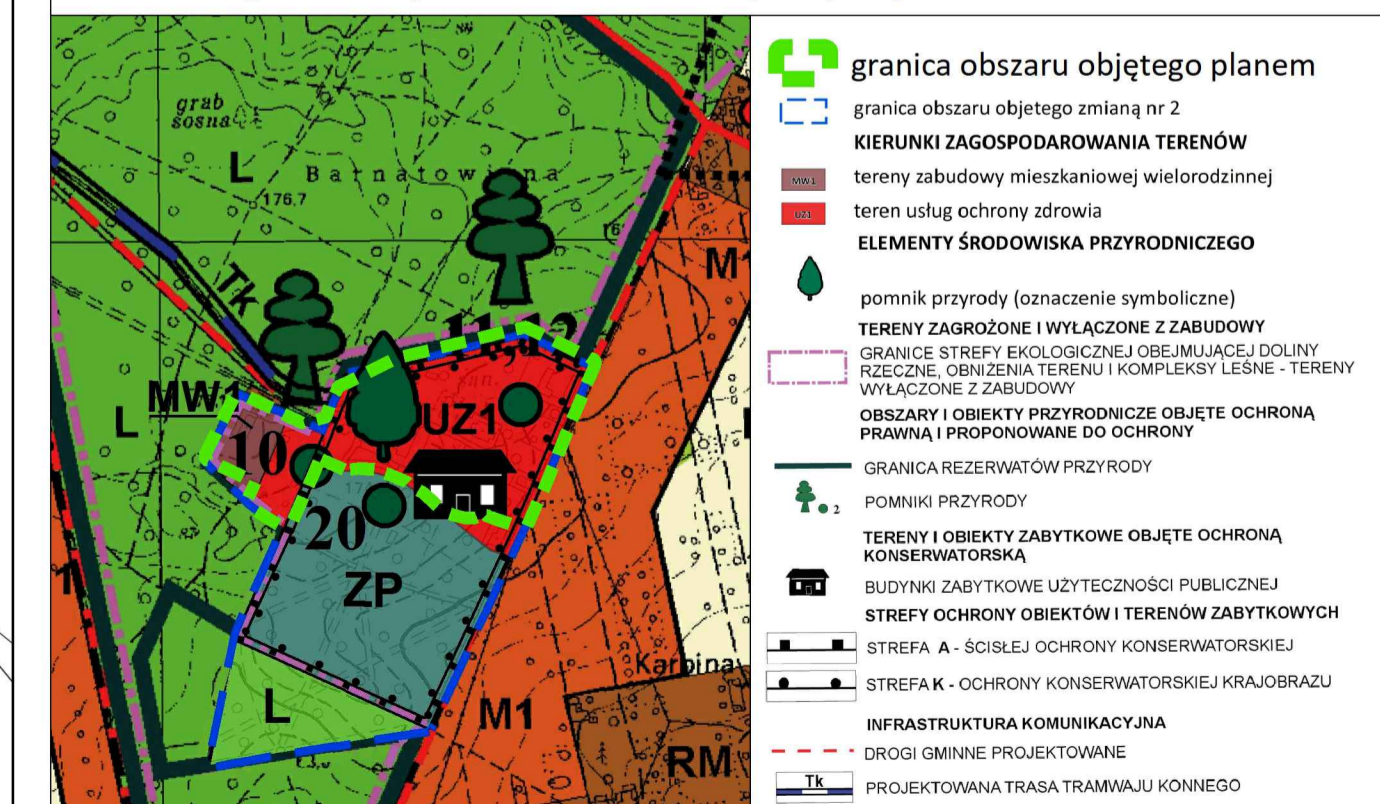 grab
sosna
L
Barnatowizna
176,7
M1
Tk
MW1
L
10
UZ1
20
ZP
L
M1
Karbina
RM
granica obszaru objętego planem
granica obszaru objetego zmianą nr 2
KIERUNKI ZAGOSPODAROWANIA TERENÓW
MW1 tereny zabudowy mieszkaniowej wielorodzinnej
UZ1 teren usług ochrony zdrowia
ELEMENTY ŚRODOWISKA PRZYRODNICZEGO
pomnik przyrody (oznaczenie symboliczne)
TERENY ZAGROŻONE I WYŁĄCZONE Z ZABUDOWY
GRANICE STREFY EKOLOGICZNEJ OBEJMUJĄCEJ DOLINY
RZECZNE, OBNIŻENIA TERENU I KOMPLEKSY LEŚNE - TERENY
WYŁĄCZONE Z ZABUDOWY
OBSZARY I OBIEKTY PRZYRODNICZE OBJĘTE OCHRONĄ
PRAWNĄ I PROPONOWANE DO OCHRONY
GRANICA REZERWATÓW PRZYRODY
2 POMNIKI PRZYRODY
TERENY I OBIEKTY ZABYTKOWE OBJĘTE OCHRONĄ
KONSERWATORSKĄ
BUDYNKI ZABYTKOWE UŻYTECZNOŚCI PUBLICZNEJ
STREFY OCHRONY OBIEKTÓW I TERENÓW ZABYTKOWYCH
STREFA A - ŚCISŁEJ OCHRONY KONSERWATORSKIEJ
STREFA K - OCHRONY KONSERWATORSKIEJ KRAJOBRAZU
INFRASTRUKTURA KOMUNIKACYJNA
DROGI GMINNE PROJEKTOWANE
Tk PROJEKTOWANA TRASA TRAMWAJU KONNEGO